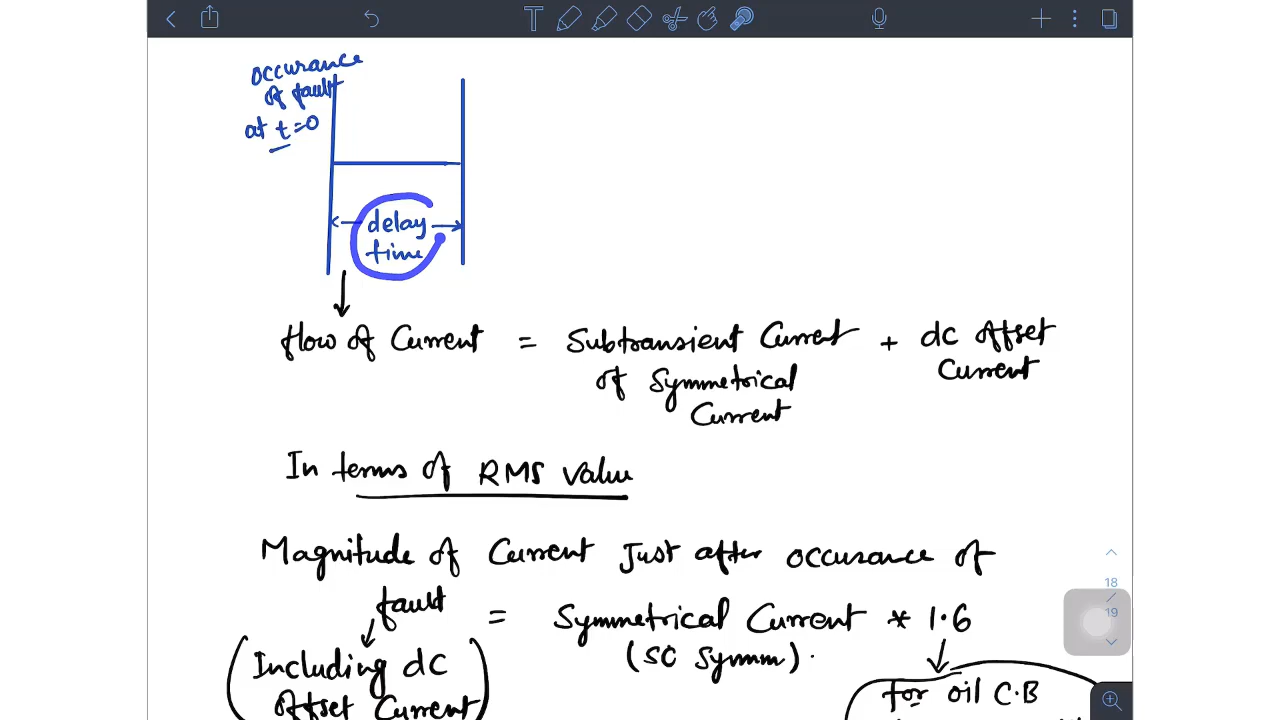 occurance
of fault
at t=0
delay
time
flow of Current = Subtransient Current + dC offset
of Symmetrical Current
Current
In terms of RMS value
Magnitude of Current Just after occurance of
fault = Symmetrical Current * 1.6
(SC Symm).
(Including dC
offset Current)
for oil C.B
18
/
19